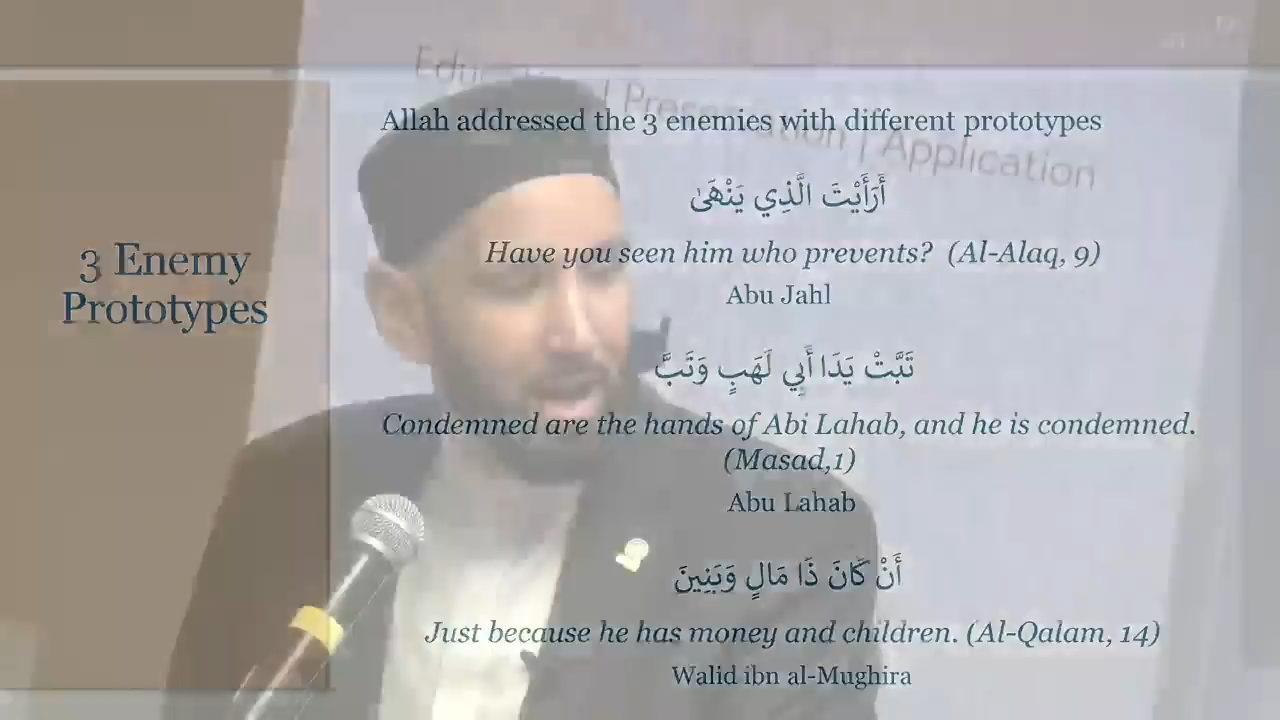 Education | Presentation | Application
3 Enemy
Prototypes
Allah addressed the 3 enemies with different prototypes
أَرَأَيْتَ الَّذِي يَنْهَىٰ
Have you seen him who prevents? (Al-Alaq, 9)
Abu Jahl
تَبَّتْ يَدَا أَبِي لَهَبٍ وَتَبَّ
Condemned are the hands of Abi Lahab, and he is condemned.
(Masad,1)
Abu Lahab
أَنْ كَانَ ذَا مَالٍ وَبَنِينَ
Just because he has money and children. (Al-Qalam, 14)
Walid ibn al-Mughira